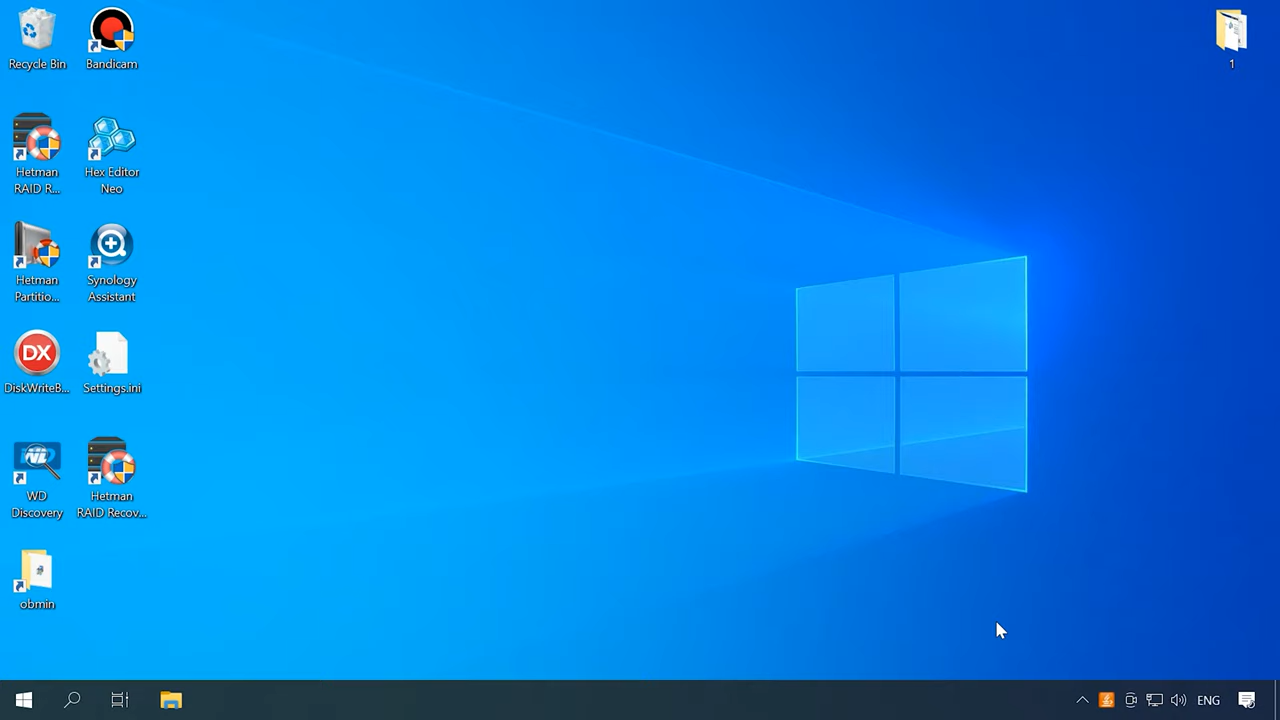 Recycle Bin
Bandicam
1
Hetman
RAID R...
Hex Editor
Neo
Hetman
Partitio...
Synology
Assistant
DX
DiskWriteB...
Settings.ini
WD
WD
Discovery
Hetman
RAID Recov...
obmin
ENG